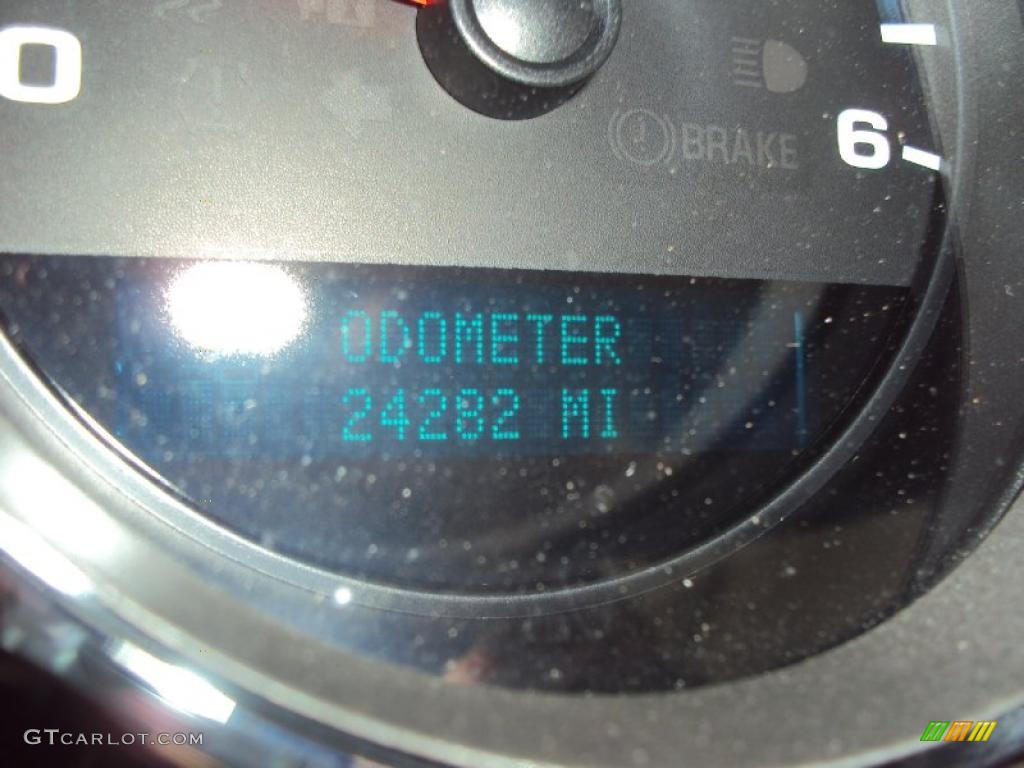 0
BRAKE
6
ODOMETER
24282 MI
GTCARLOT.COM